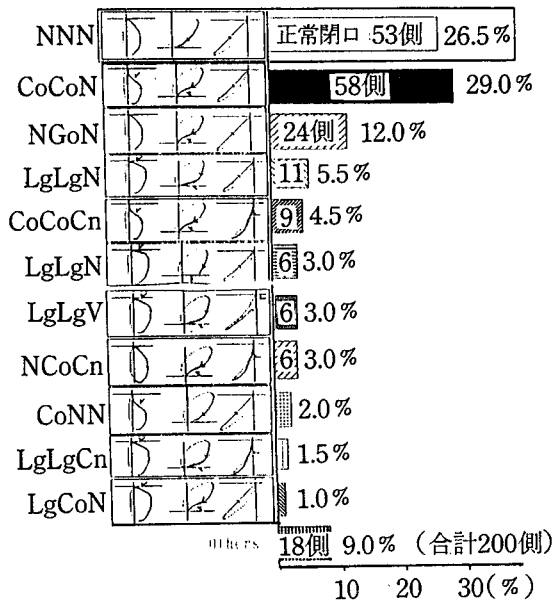 NNN 正常閉口 53側 26.5%
CoCoN 58側 29.0%
NGoN 24側 12.0%
LgLgN 11 5.5%
CoCoCn 9 4.5%
LgLgN 6 3.0%
LgLgV 6 3.0%
NCoCn 6 3.0%
CoNN 2.0%
LgLgCn 1.5%
LgCoN 1.0%
others 18側 9.0% (合計200側)
10 20 30(%)